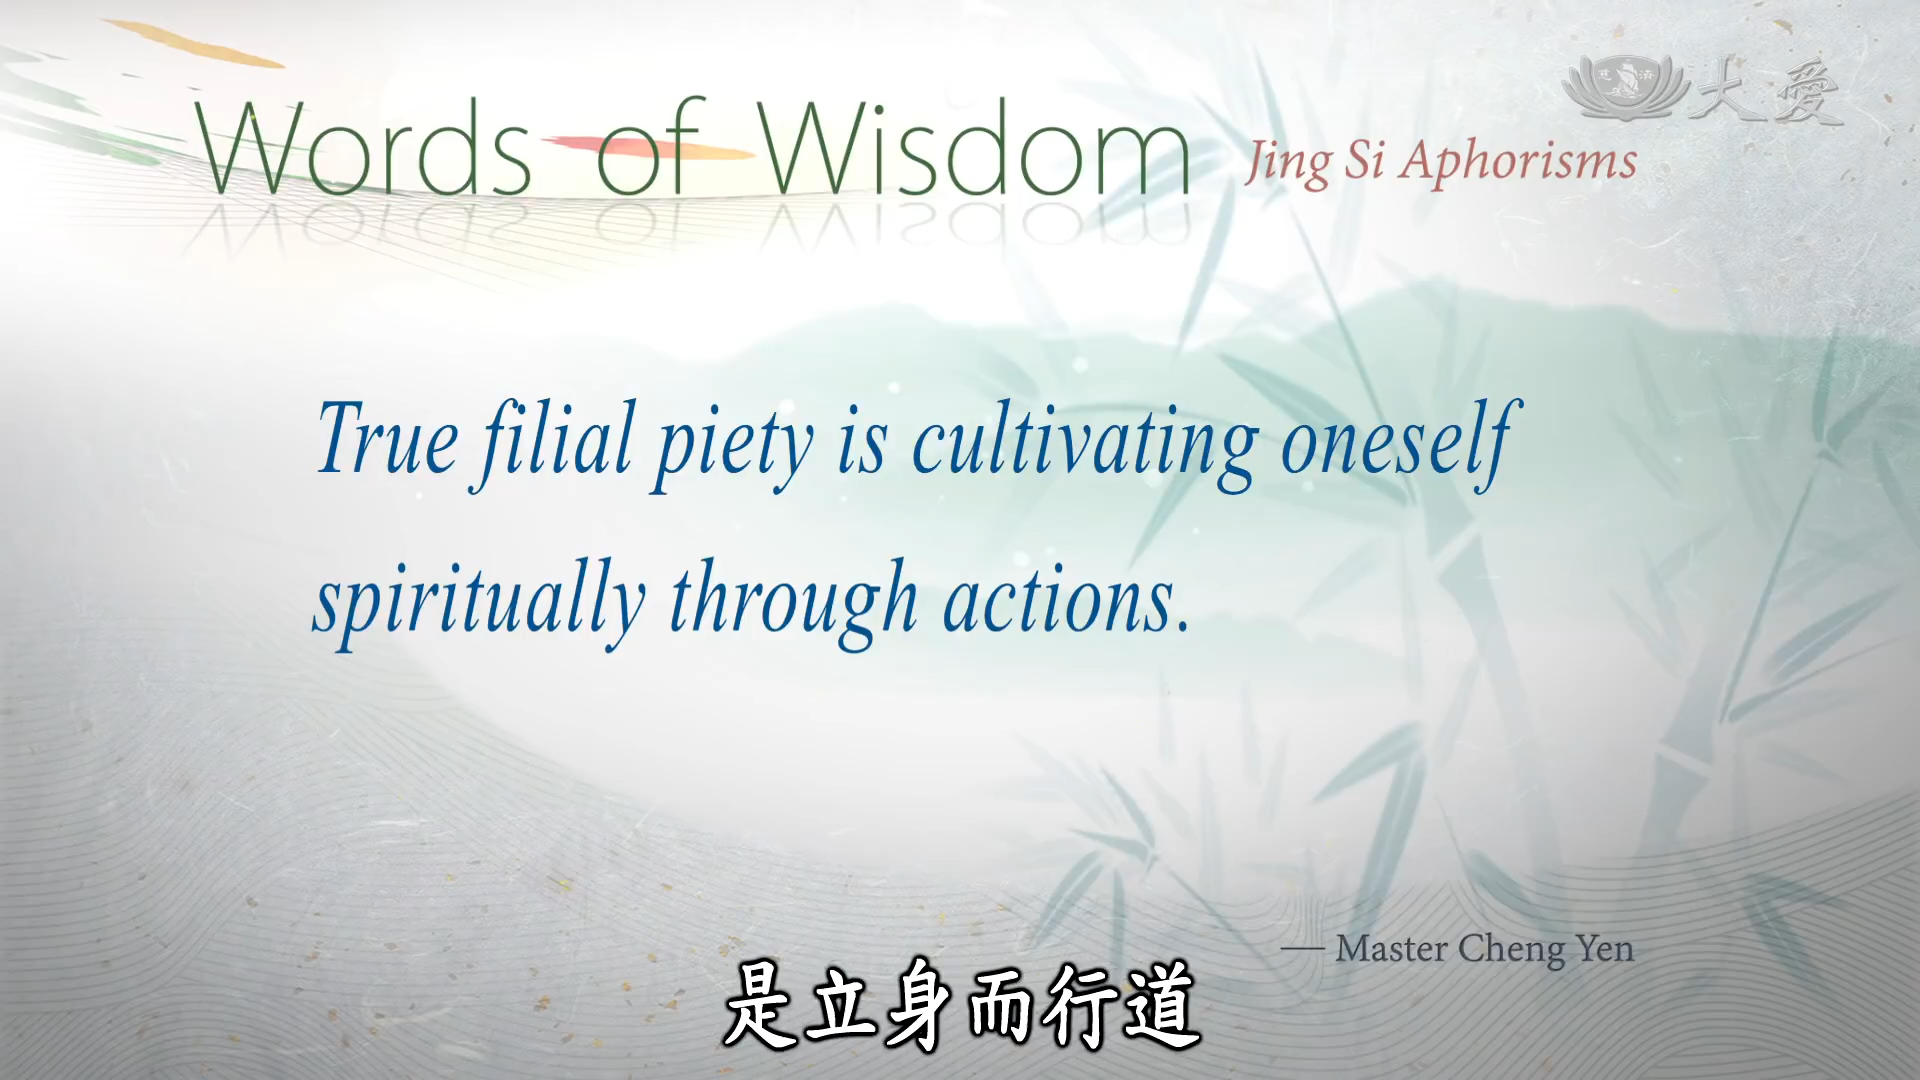 大愛
Words of Wisdom
Jing Si Aphorisms
True filial piety is cultivating oneself
spiritually through actions.
— Master Cheng Yen
是立身而行道